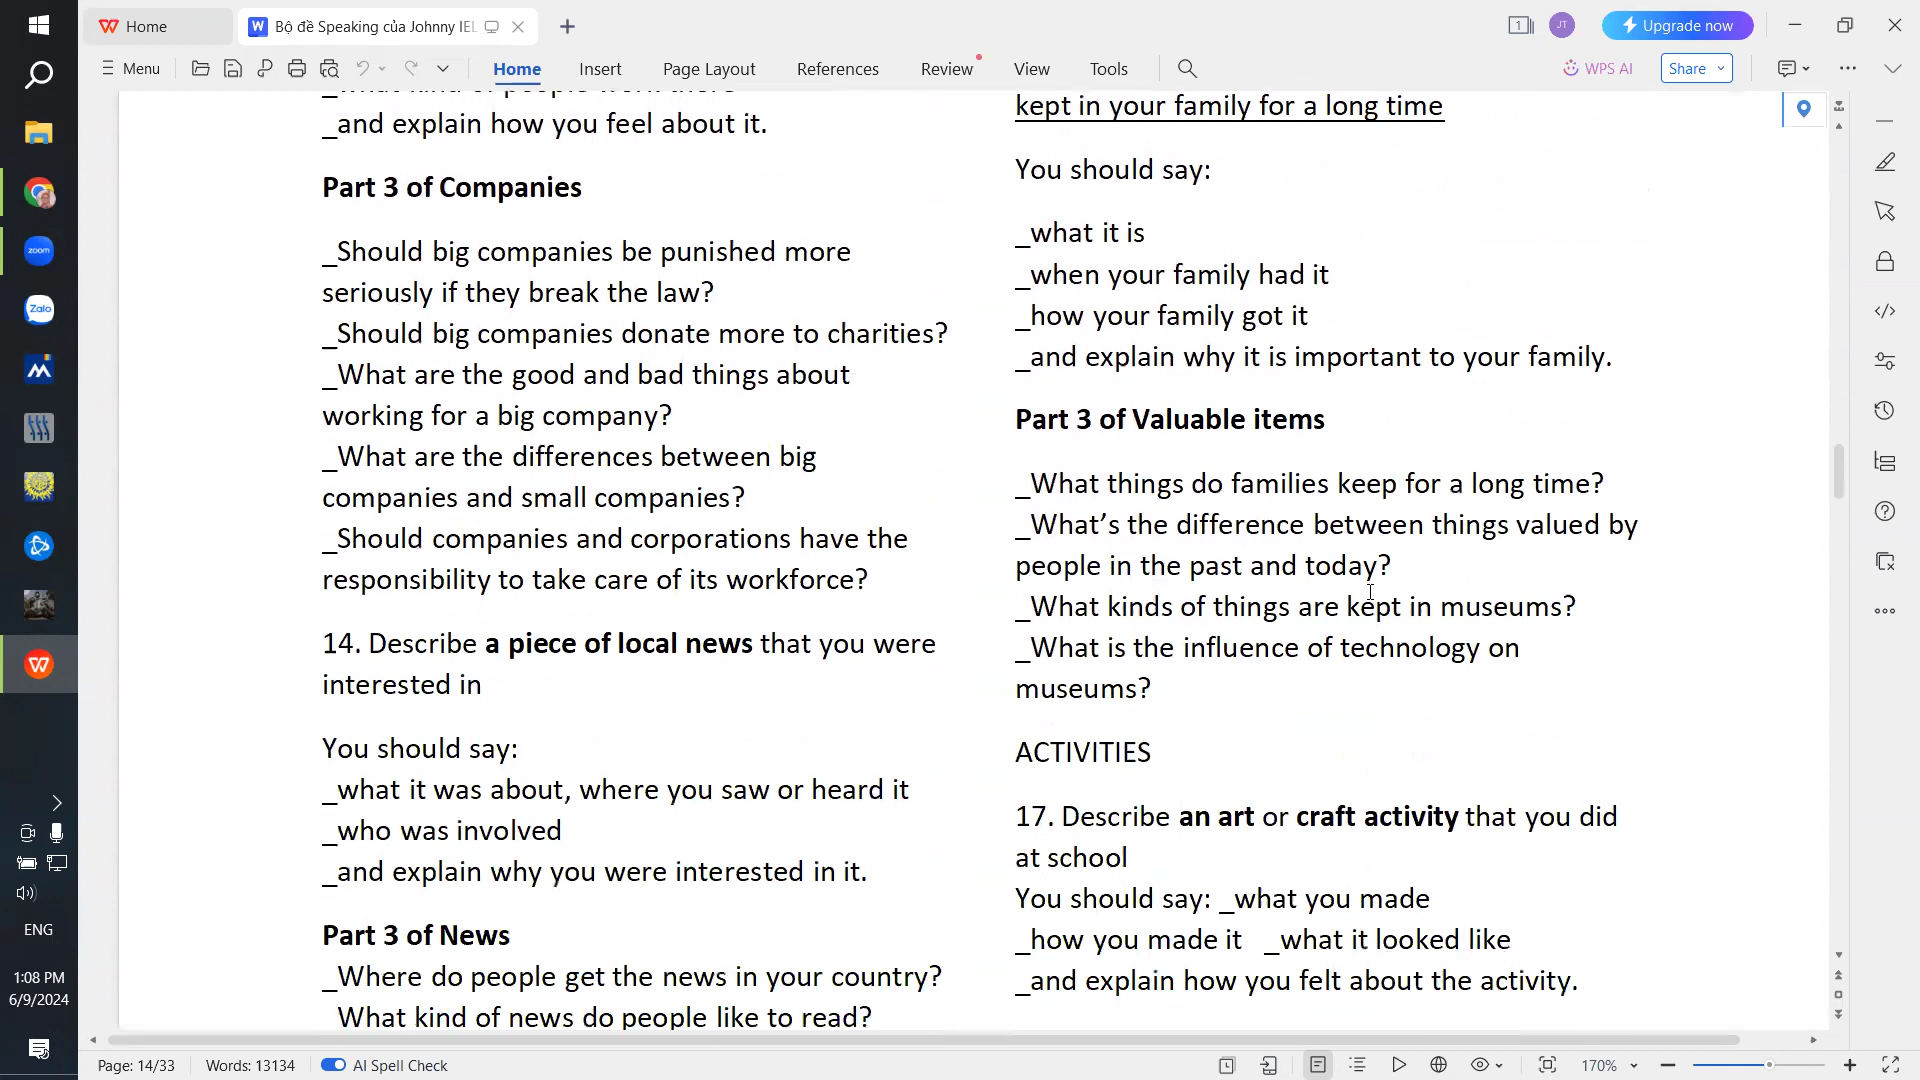 Home
Bộ đề Speaking của Johnny IEL
1
JT
Upgrade now
Menu
Home
Insert
Page Layout
References
Review
View
Tools
WPS AI
Share
_and explain how you feel about it.
Part 3 of Companies
_Should big companies be punished more
seriously if they break the law?
_Should big companies donate more to charities?
_What are the good and bad things about
working for a big company?
_What are the differences between big
companies and small companies?
_Should companies and corporations have the
responsibility to take care of its workforce?
14. Describe a piece of local news that you were
interested in
You should say:
_what it was about, where you saw or heard it
_who was involved
_and explain why you were interested in it.
Part 3 of News
_Where do people get the news in your country?
What kind of news do people like to read?
kept in your family for a long time
You should say:
_what it is
_when your family had it
_how your family got it
_and explain why it is important to your family.
Part 3 of Valuable items
_What things do families keep for a long time?
_What’s the difference between things valued by
people in the past and today?
_What kinds of things are kept in museums?
_What is the influence of technology on
museums?
ACTIVITIES
17. Describe an art or craft activity that you did
at school
You should say: _what you made
_how you made it _what it looked like
_and explain how you felt about the activity.
zoom
Zalo
ENG
1:08 PM
6/9/2024
Page: 14/33
Words: 13134
AI Spell Check
170%